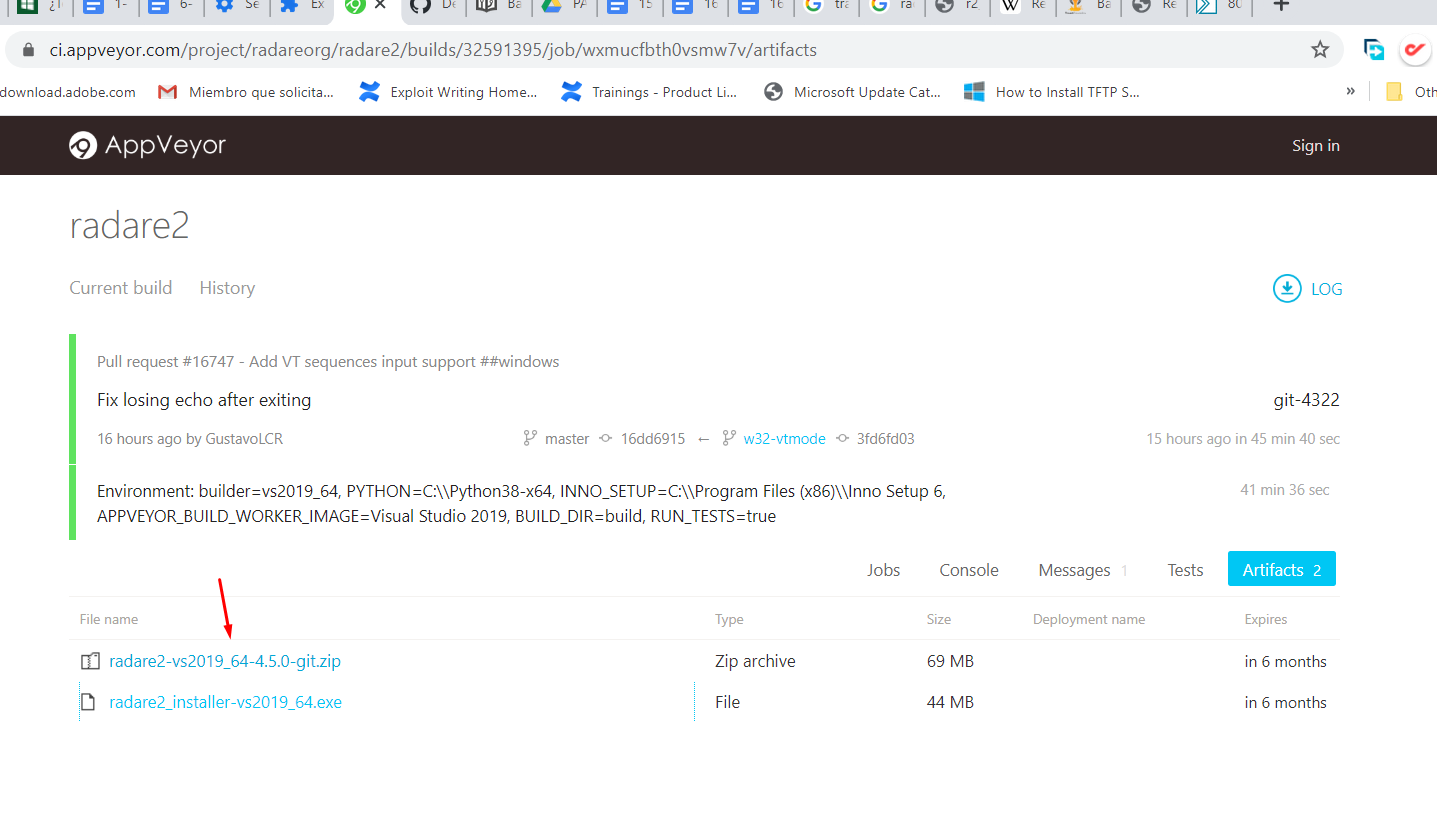 ci.appveyor.com/project/radareorg/radare2/builds/32591395/job/wxmucfbth0vsmw7v/artifacts
download.adobe.com Miembro que solicita... Exploit Writing Home... Trainings - Product Li... Microsoft Update Cat... How to Install TFTP S... » Oth
AppVeyor Sign in
radare2
Current build History LOG
Pull request #16747 - Add VT sequences input support ##windows
Fix losing echo after exiting git-4322
16 hours ago by GustavoLCR master 16dd6915 ← w32-vtmode 3fd6fd03 15 hours ago in 45 min 40 sec
Environment: builder=vs2019_64, PYTHON=C:\\Python38-x64, INNO_SETUP=C:\\Program Files (x86)\\Inno Setup 6, 41 min 36 sec
APPVEYOR_BUILD_WORKER_IMAGE=Visual Studio 2019, BUILD_DIR=build, RUN_TESTS=true
Jobs Console Messages 1 Tests Artifacts 2
File name Type Size Deployment name Expires
radare2-vs2019_64-4.5.0-git.zip Zip archive 69 MB in 6 months
radare2_installer-vs2019_64.exe File 44 MB in 6 months